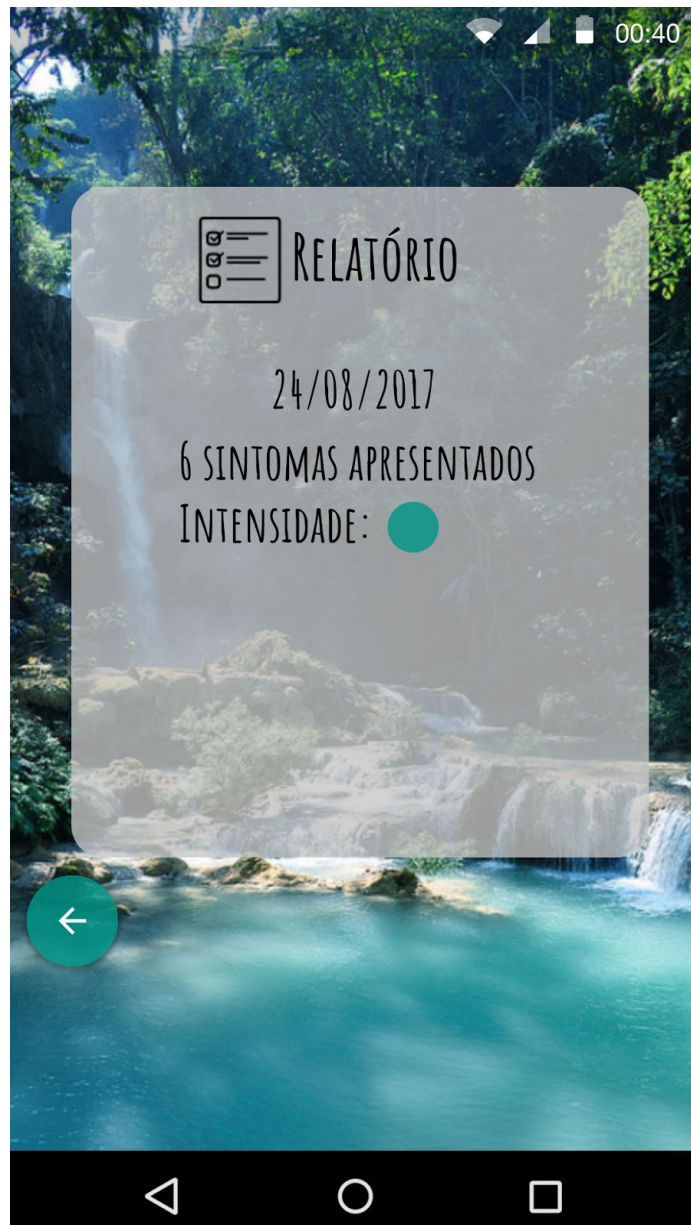 00:40
Relatório
24/08/2017
6 sintomas apresentados
Intensidade: